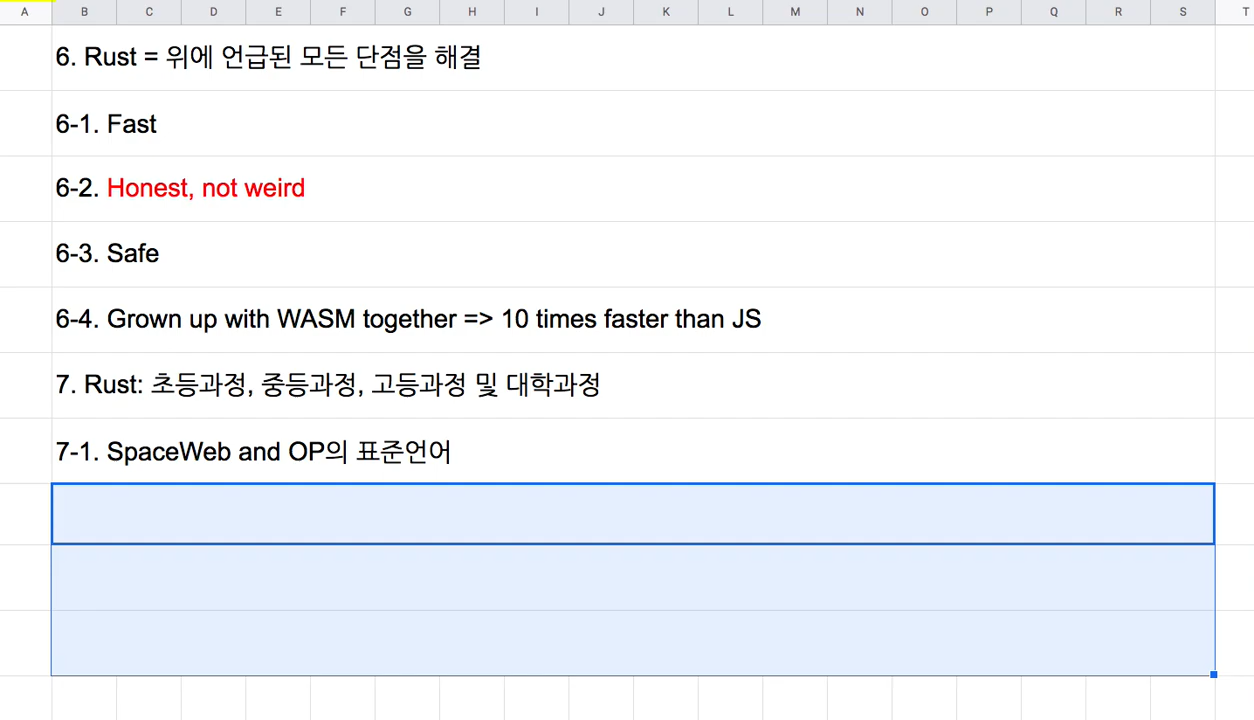 A B C D E F G H I J K L M N O P Q R S T
6. Rust = 위에 언급된 모든 단점을 해결
6-1. Fast
6-2. Honest, not weird
6-3. Safe
6-4. Grown up with WASM together => 10 times faster than JS
7. Rust: 초등과정, 중등과정, 고등과정 및 대학과정
7-1. SpaceWeb and OP의 표준언어